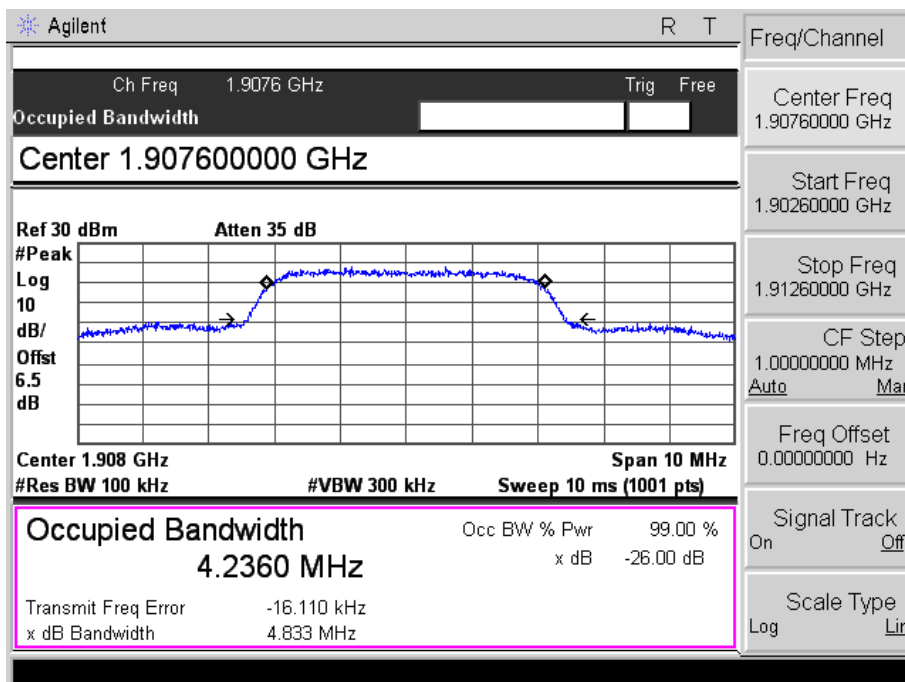 Agilent
R T
Ch Freq 1.9076 GHz Trig Free
Occupied Bandwidth
Center 1.907600000 GHz
Ref 30 dBm Atten 35 dB
#Peak
Log
10
dB/
Offst
6.5
dB
Center 1.908 GHz Span 10 MHz
#Res BW 100 kHz #VBW 300 kHz Sweep 10 ms (1001 pts)
Occupied Bandwidth
4.2360 MHz
Occ BW % Pwr 99.00 %
x dB -26.00 dB
Transmit Freq Error -16.110 kHz
x dB Bandwidth 4.833 MHz
Freq/Channel
Center Freq
1.90760000 GHz
Start Freq
1.90260000 GHz
Stop Freq
1.91260000 GHz
CF Step
1.00000000 MHz
Auto Mar
Freq Offset
0.00000000 Hz
Signal Track
On Off
Scale Type
Log Lin